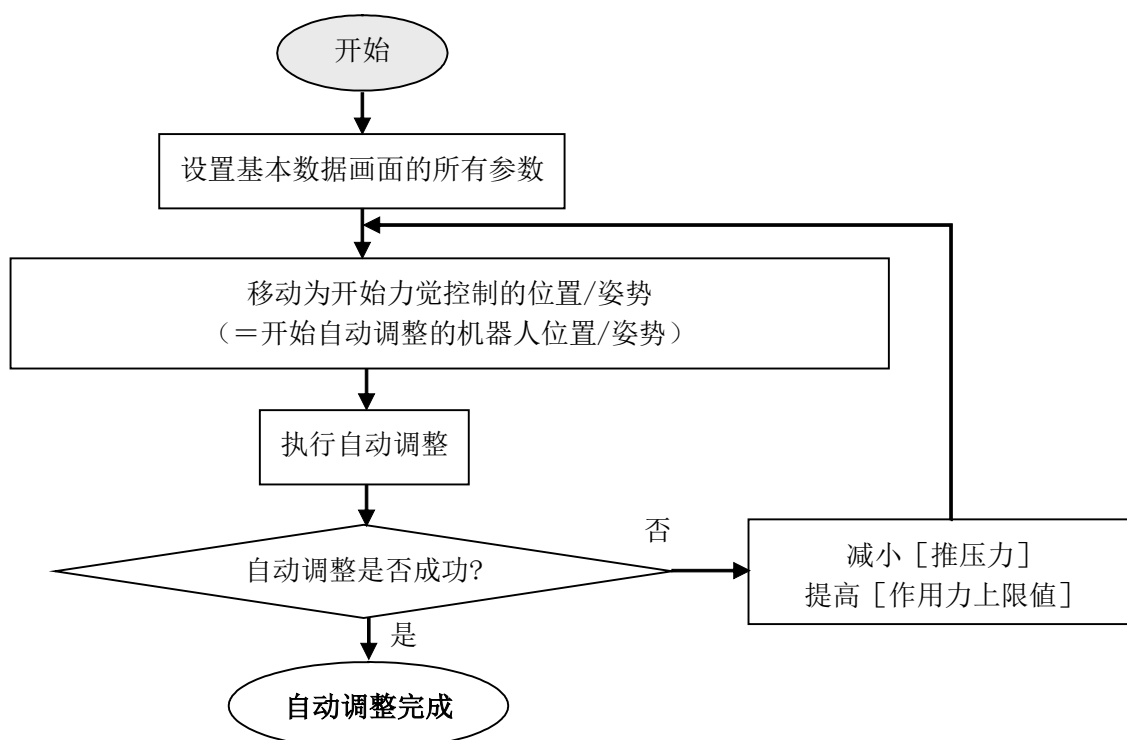 开始
设置基本数据画面的所有参数
移动为开始力觉控制的位置/姿势
（＝开始自动调整的机器人位置/姿势）
执行自动调整
自动调整是否成功?
否
减小［推压力］
提高［作用力上限値］
是
自动调整完成